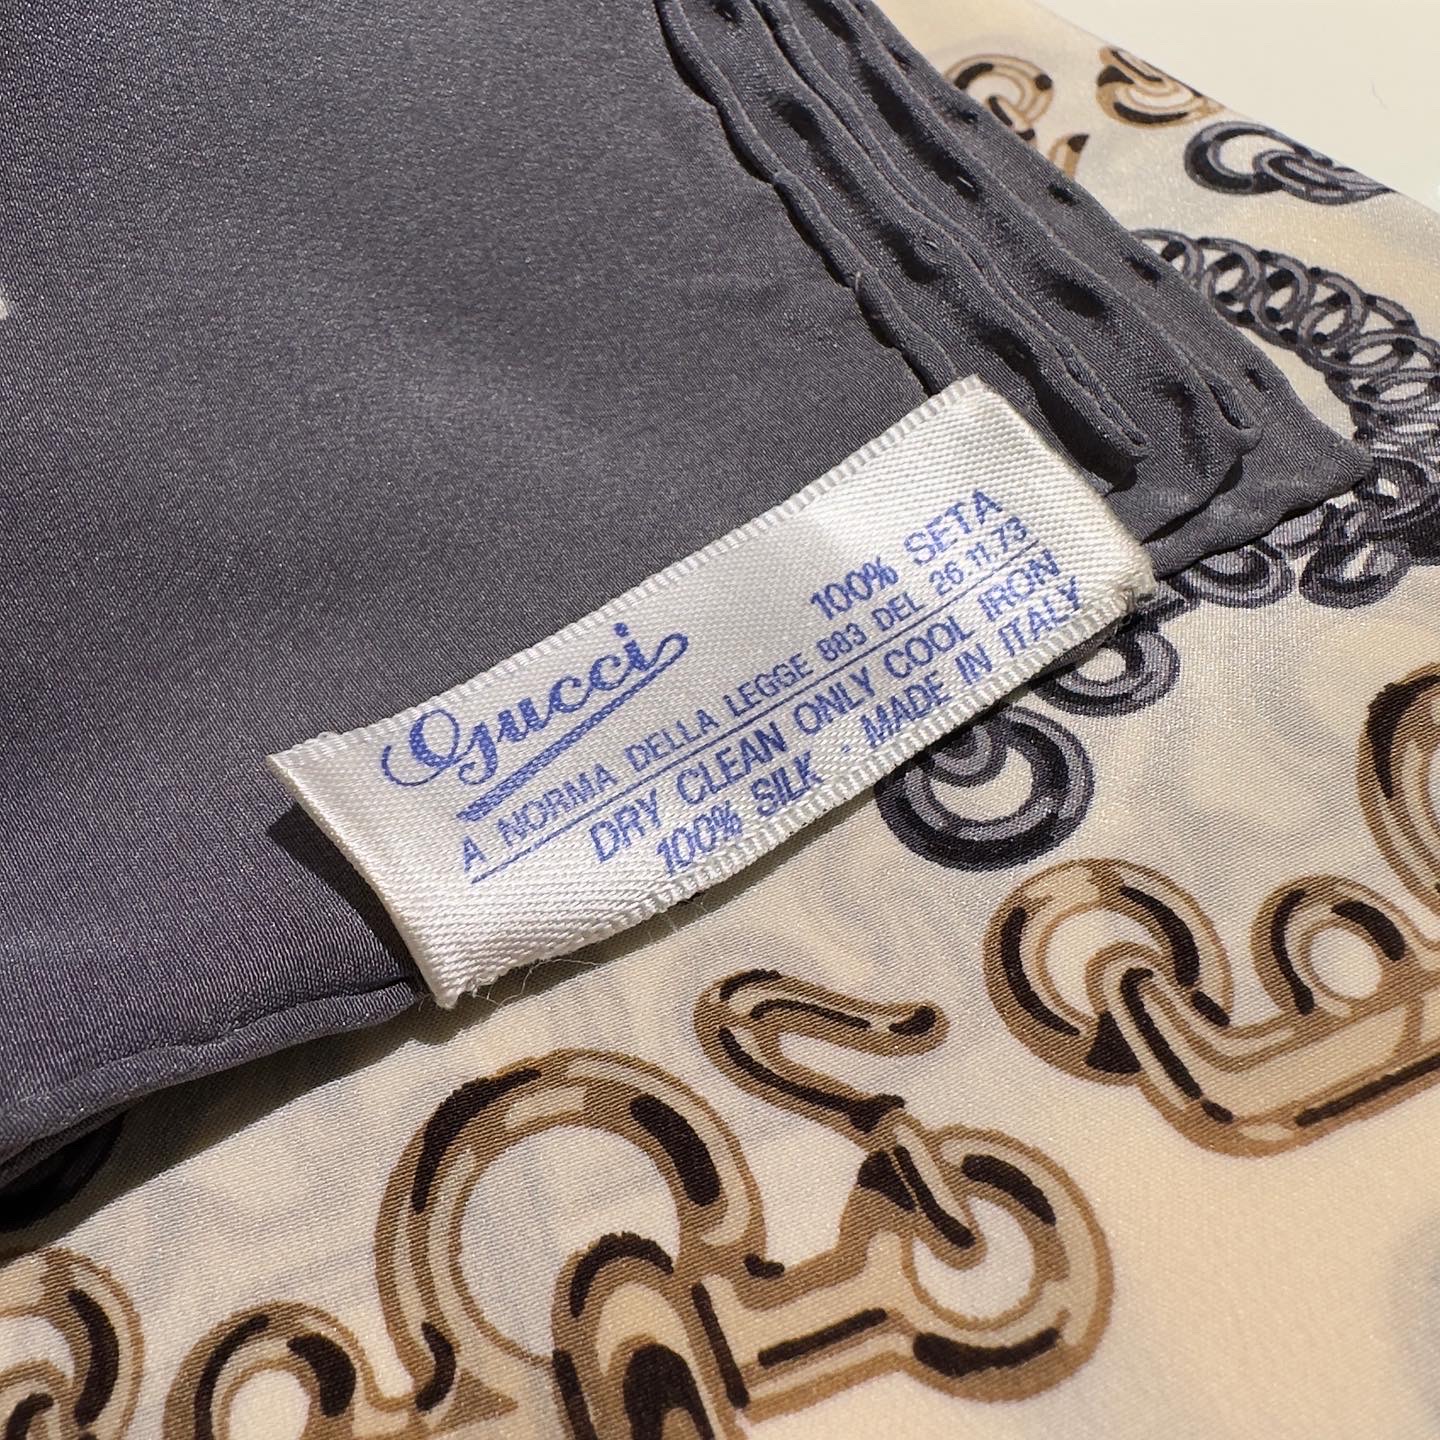 Gucci
100% SETA
A NORMA DELLA LEGGE 883 DEL 26 11 73
DRY CLEAN ONLY COOL IRON
100% SILK - MADE IN ITALY